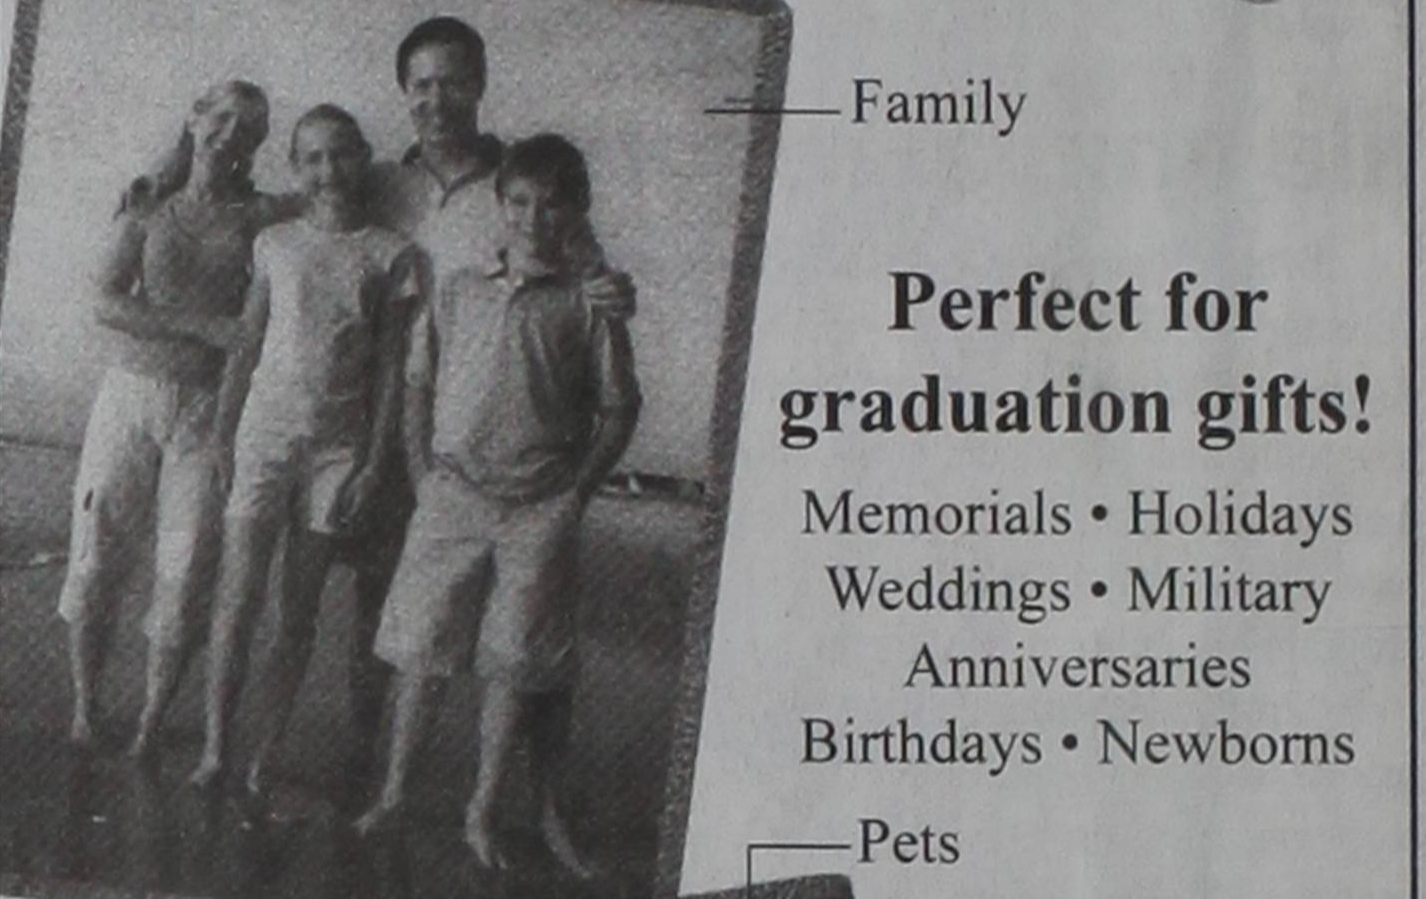 Family
Perfect for
graduation gifts!
Memorials • Holidays
Weddings • Military
Anniversaries
Birthdays • Newborns
Pets